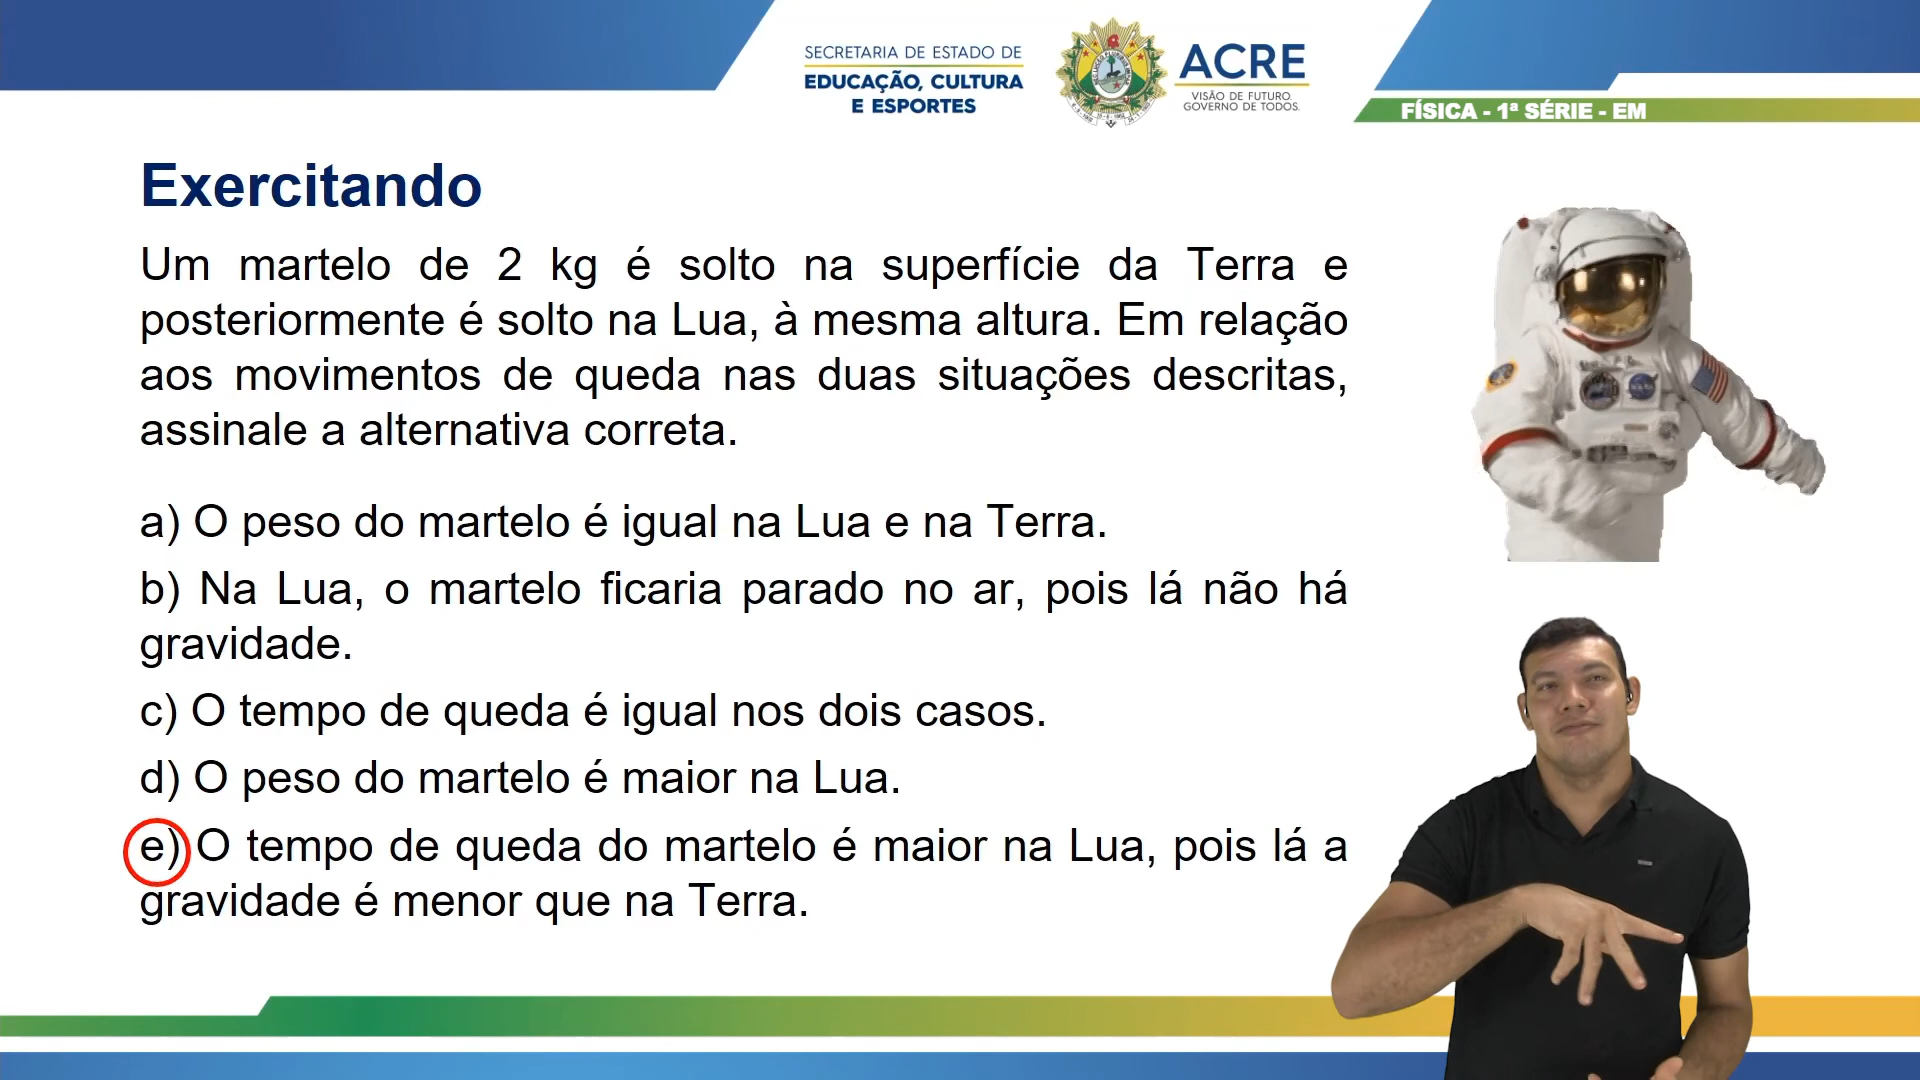 SECRETARIA DE ESTADO DE
EDUCAÇÃO, CULTURA
E ESPORTES
ACRE
VISÃO DE FUTURO.
GOVERNO DE TODOS.
FÍSICA - 1ª SÉRIE - EM
Exercitando
Um martelo de 2 kg é solto na superfície da Terra e
posteriormente é solto na Lua, à mesma altura. Em relação
aos movimentos de queda nas duas situações descritas,
assinale a alternativa correta.
a) O peso do martelo é igual na Lua e na Terra.
b) Na Lua, o martelo ficaria parado no ar, pois lá não há
gravidade.
c) O tempo de queda é igual nos dois casos.
d) O peso do martelo é maior na Lua.
e) O tempo de queda do martelo é maior na Lua, pois lá a
gravidade é menor que na Terra.